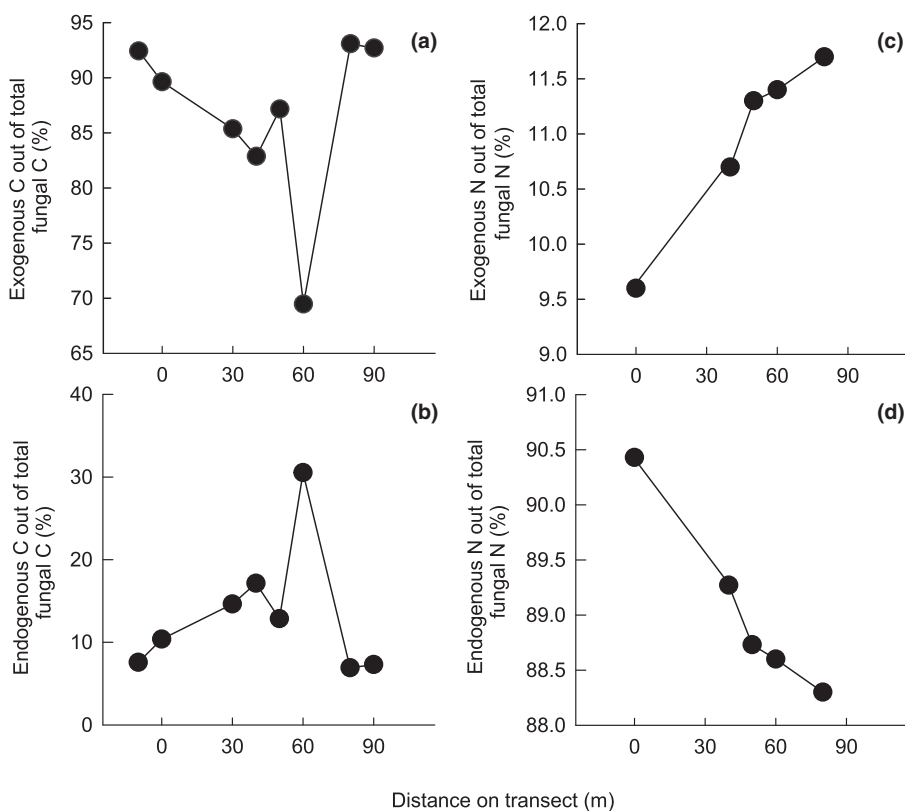 Exogenous C out of total
fungal C (%)
95
90
85
80
75
70
65
0 30 60 90
(a)
Exogenous N out of total
fungal N (%)
12.0
11.5
11.0
10.5
10.0
9.5
9.0
0 30 60 90
(c)
Endogenous C out of total
fungal C (%)
40
30
20
10
0
0 30 60 90
(b)
Endogenous N out of total
fungal N (%)
91.0
90.5
90.0
89.5
89.0
88.5
88.0
0 30 60 90
(d)
Distance on transect (m)